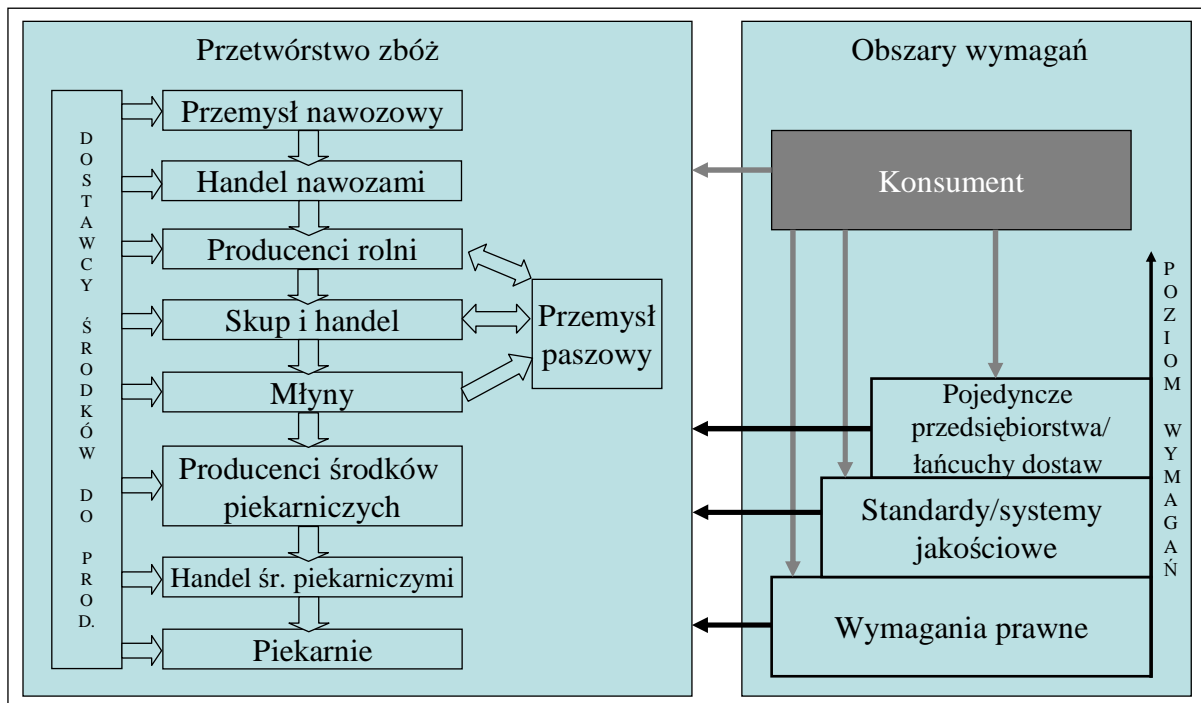 Przetwórstwo zbóż
DOSTAWCY ŚRODKÓW DO PROD.
Przemysł nawozowy
Handel nawozami
Producenci rolni
Skup i handel
Młyny
Producenci środków
piekarniczych
Handel śr. piekarniczymi
Piekarnie
Przemysł
paszowy
Obszary wymagań
Konsument
Pojedyncze
przedsiębiorstwa/
łańcuchy dostaw
Standardy/systemy
jakościowe
Wymagania prawne
POZIOM WYMAGAŃ